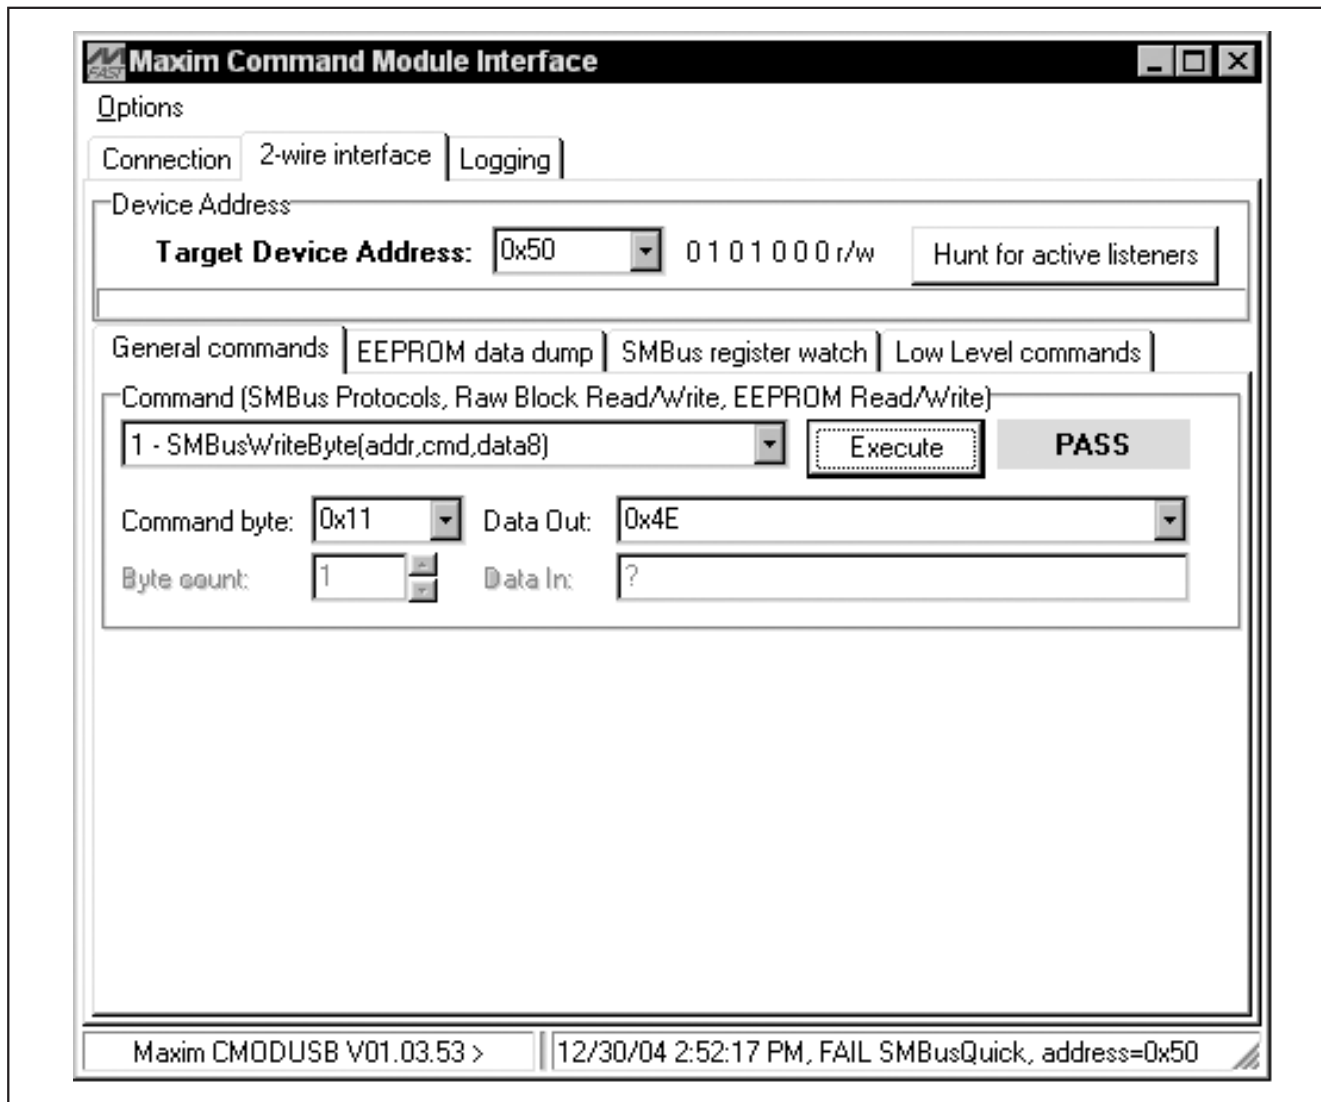 Maxim Command Module Interface
Options
Connection 2-wire interface Logging
Device Address
Target Device Address: 0x50 0 1 0 1 0 0 0 r/w Hunt for active listeners
General commands EEPROM data dump SMBus register watch Low Level commands
Command (SMBus Protocols, Raw Block Read/Write, EEPROM Read/Write)
1 - SMBusWriteByte(addr,cmd,data8) Execute PASS
Command byte: 0x11 Data Out: 0x4E
Byte count: 1 Data In: ?
Maxim CMODUSB V01.03.53 > 12/30/04 2:52:17 PM, FAIL SMBusQuick, address=0x50